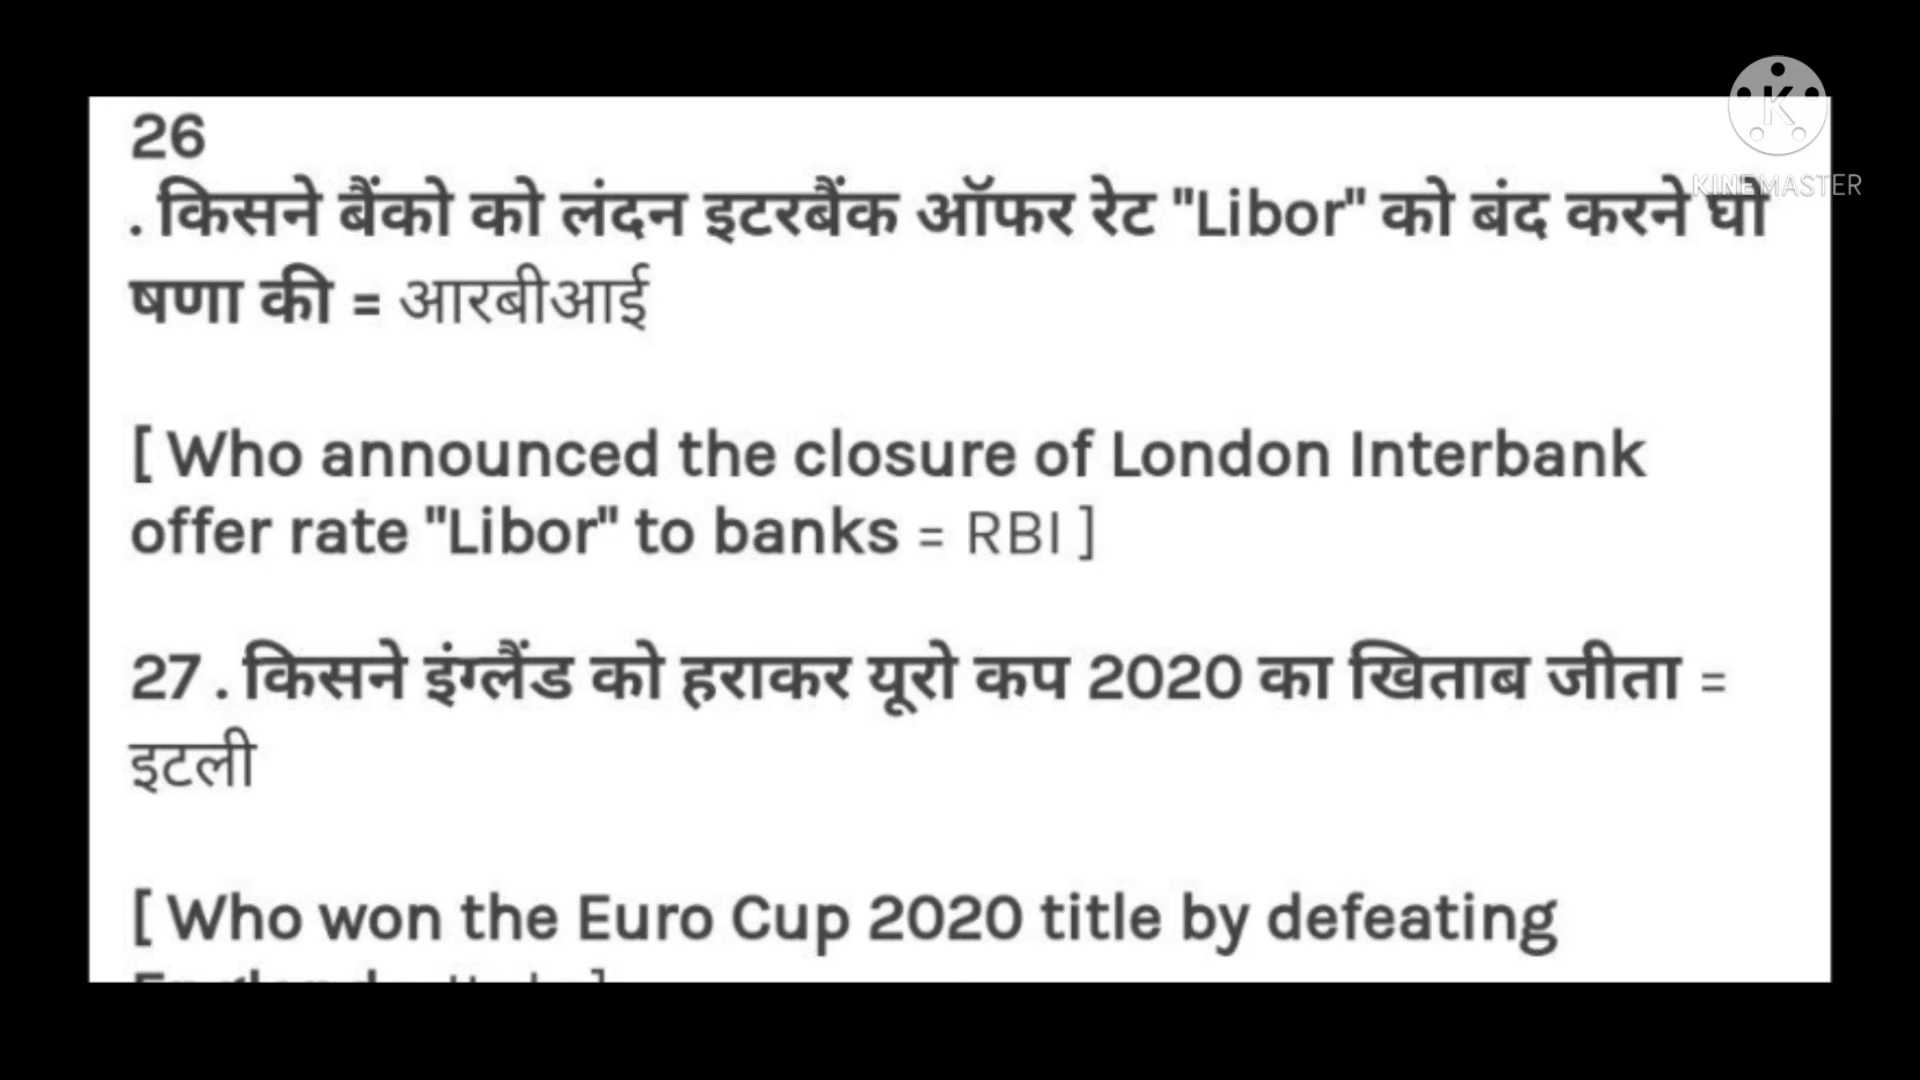 26
. किसने बैंको को लंदन इटरबैंक ऑफर रेट "Libor" को बंद करने घो
षणा की = आरबीआई
[ Who announced the closure of London Interbank
offer rate "Libor" to banks = RBI ]
27 . किसने इंग्लैंड को हराकर यूरो कप 2020 का खिताब जीता =
इटली
[ Who won the Euro Cup 2020 title by defeating
K
KINEMASTER